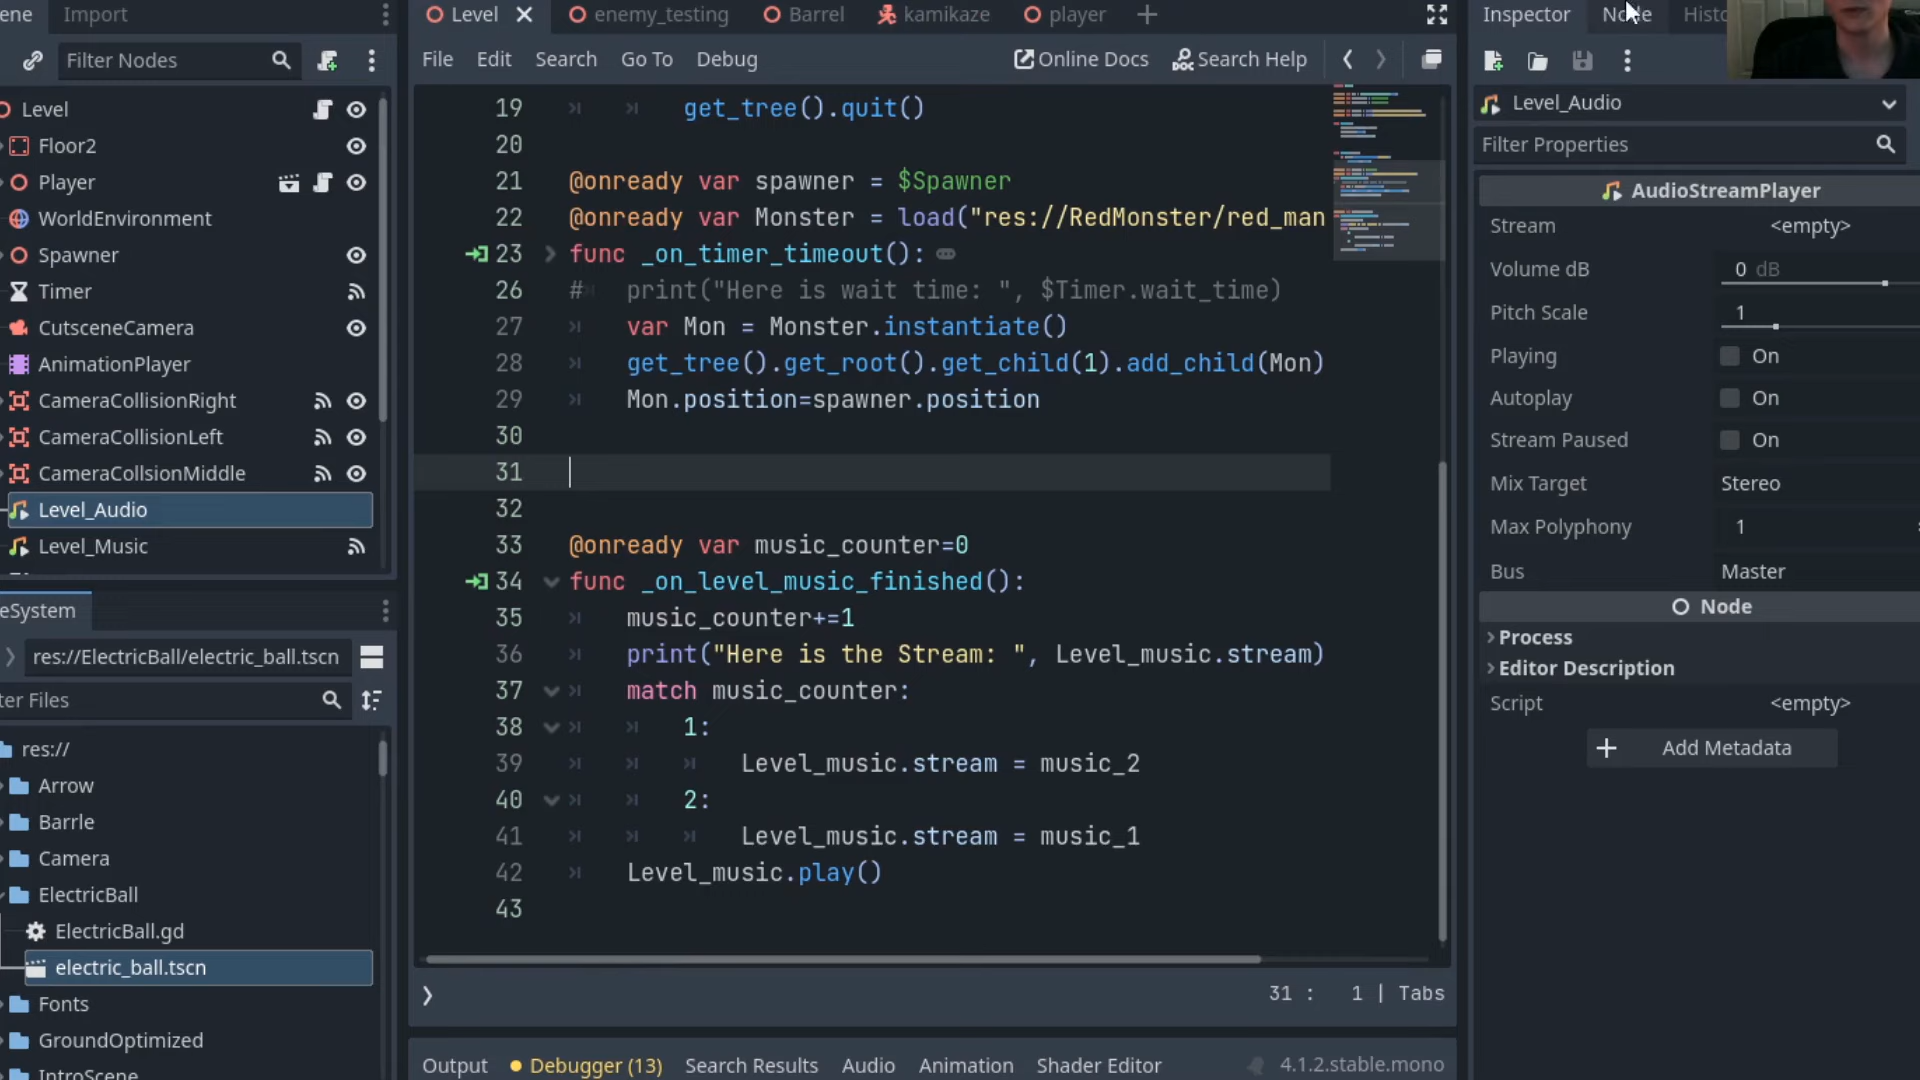 ene
Import
Filter Nodes
Level
Floor2
Player
WorldEnvironment
Spawner
Timer
CutsceneCamera
AnimationPlayer
CameraCollisionRight
CameraCollisionLeft
CameraCollsionMiddle
Level_Audio
Level_Music
eSystem
res://ElectricBall/electric_ball.tscn
ter Files
res://
Arrow
Barrle
Camera
ElectricBall
ElectricBall.gd
electric_ball.tscn
Fonts
GroundOptimized
IntroScene
Level
enemy_testing
Barrel
kamikaze
player
File Edit Search Go To Debug
Online Docs
Search Help
19 get_tree().quit()
20
21 @onready var spawner = $Spawner
22 @onready var Monster = load("res://RedMonster/red_man
23 func _on_timer_timeout():
26 # print("Here is wait time: ", $Timer.wait_time)
27 var Mon = Monster.instantiate()
28 get_tree().get_root().get_child(1).add_child(Mon)
29 Mon.position=spawner.position
30
31
32
33 @onready var music_counter=0
34 func _on_level_music_finished():
35 music_counter+=1
36 print("Here is the Stream: ", Level_music.stream)
37 match music_counter:
38 1:
39 Level_music.stream = music_2
40 2:
41 Level_music.stream = music_1
42 Level_music.play()
43
31 : 1 | Tabs
Output
Debugger (13)
Search Results
Audio
Animation
Shader Editor
4.1.2.stable.mono
Inspector
Node
Histo
Level_Audio
Filter Properties
AudioStreamPlayer
Stream <empty>
Volume dB 0 dB
Pitch Scale 1
Playing On
Autoplay On
Stream Paused On
Mix Target Stereo
Max Polyphony 1
Bus Master
Node
Process
Editor Description
Script <empty>
Add Metadata